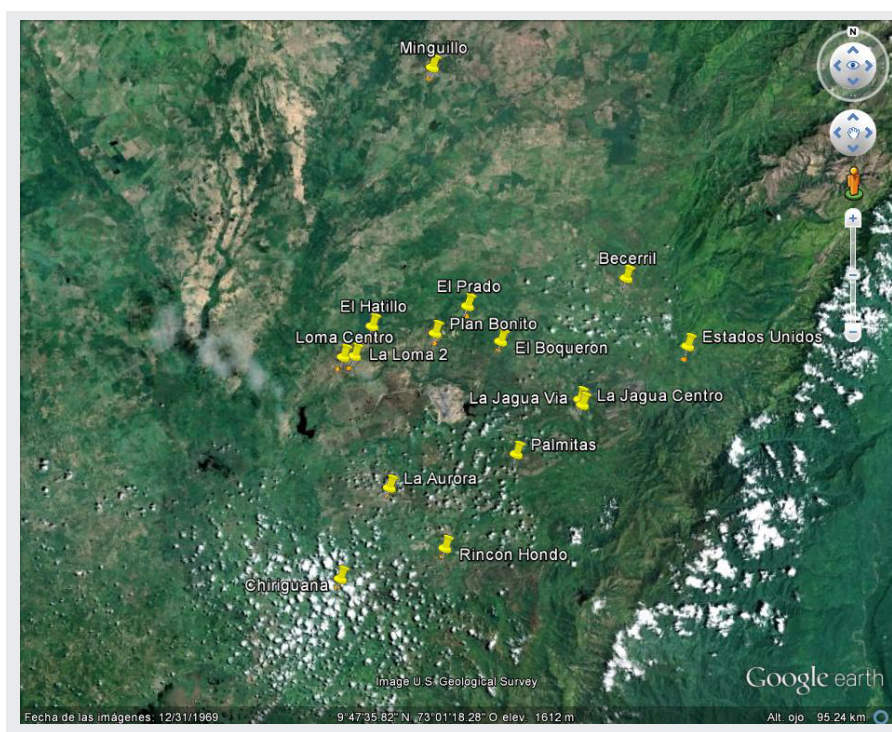 N
Minguillo
Becerril
El Prado
El Hatillo
Plan Bonito
Loma Centro
Estados Unidos
El Boqueron
La Loma 2
La Jagua Via
La Jagua Centro
Palmitas
La Aurora
Rincon Hondo
Chiriguana
Image U.S. Geological Survey
Google earth
Fecha de las imágenes: 12/31/1969 9°47'35.82" N 73°01'18.28" O elev. 1612 m Alt. ojo 95.24 km